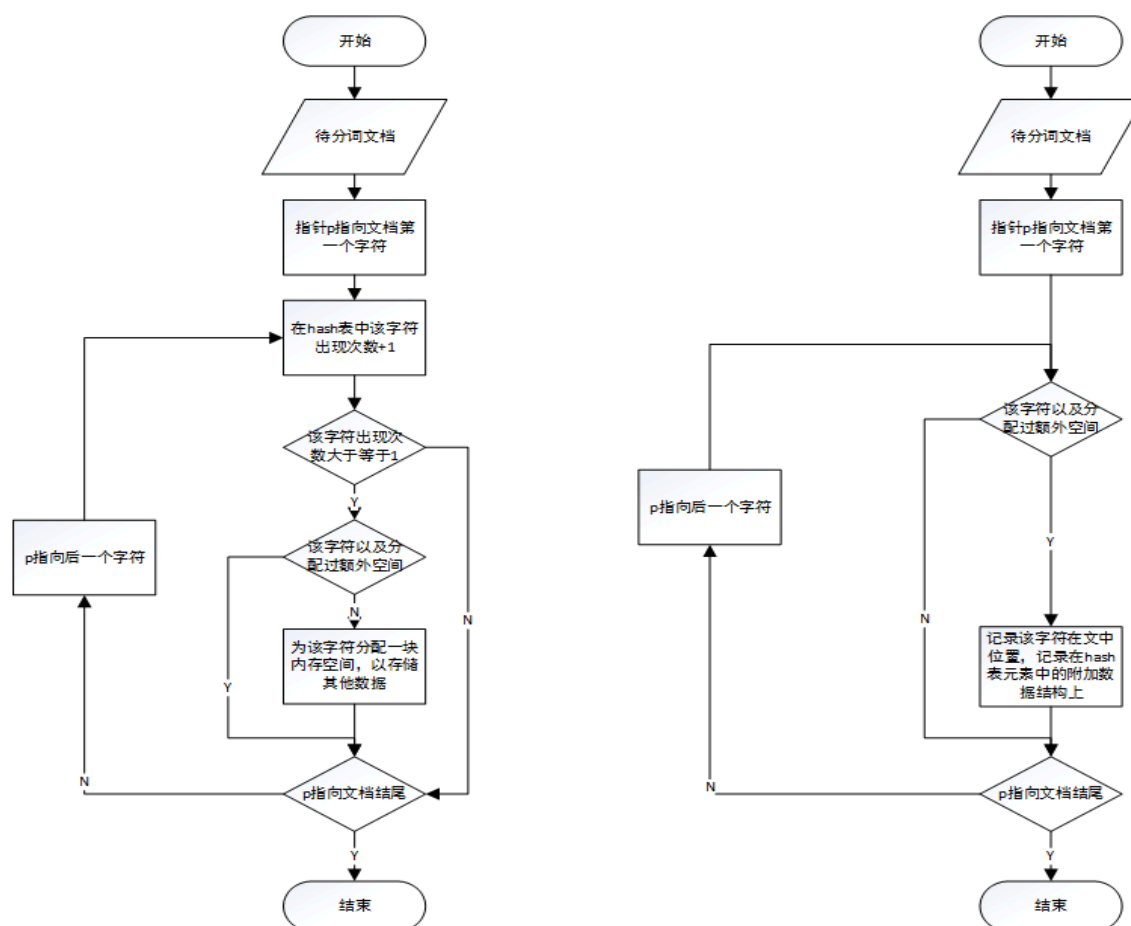 开始
待分词文档
指针p指向文档第
一个字符
在hash表中该字符
出现次数+1
该字符出现次
数大于等于1
Y
N
该字符以及分
配过额外空间
N
Y
为该字符分配一块
内存空间，以存储
其他数据
p指向后一个字符
N
p指向文档结尾
Y
结束
开始
待分词文档
指针p指向文档第
一个字符
该字符以及分
配过额外空间
Y
N
p指向后一个字符
记录该字符在文中
位置，记录在hash
表元素中的附加数
据结构上
N
p指向文档结尾
Y
结束